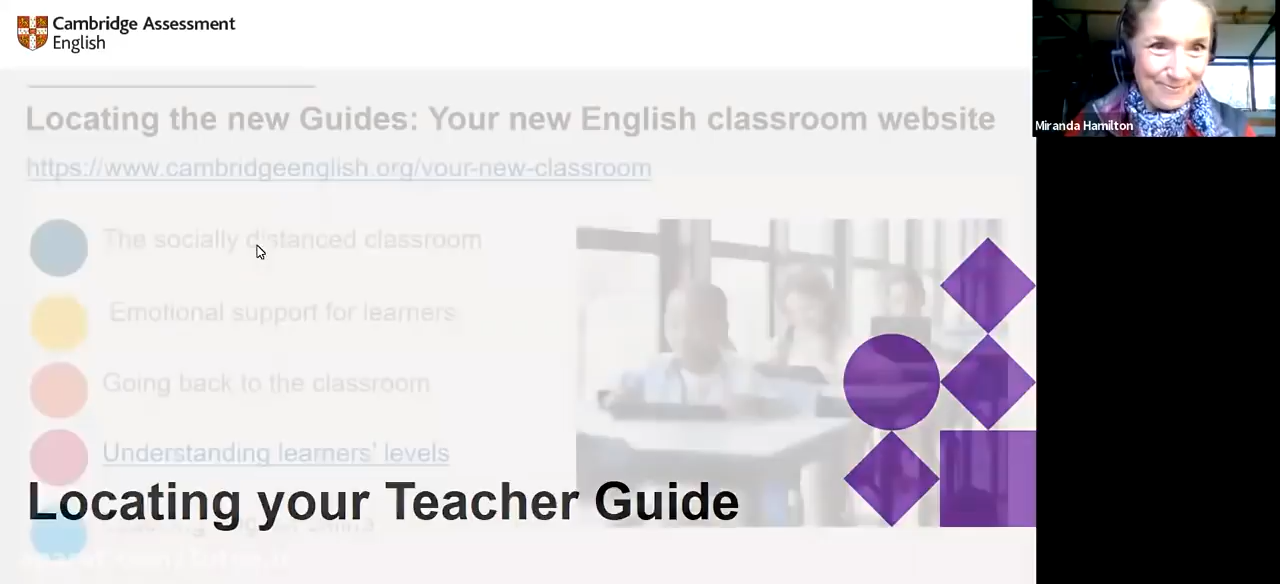 Cambridge Assessment
English
Miranda Hamilton
Locating the new Guides: Your new English classroom website
https://www.cambridgeenglish.org/your-new-classroom
The socially distanced classroom
Emotional support for learners
Going back to the classroom
Understanding learners' levels
Locating your Teacher Guide